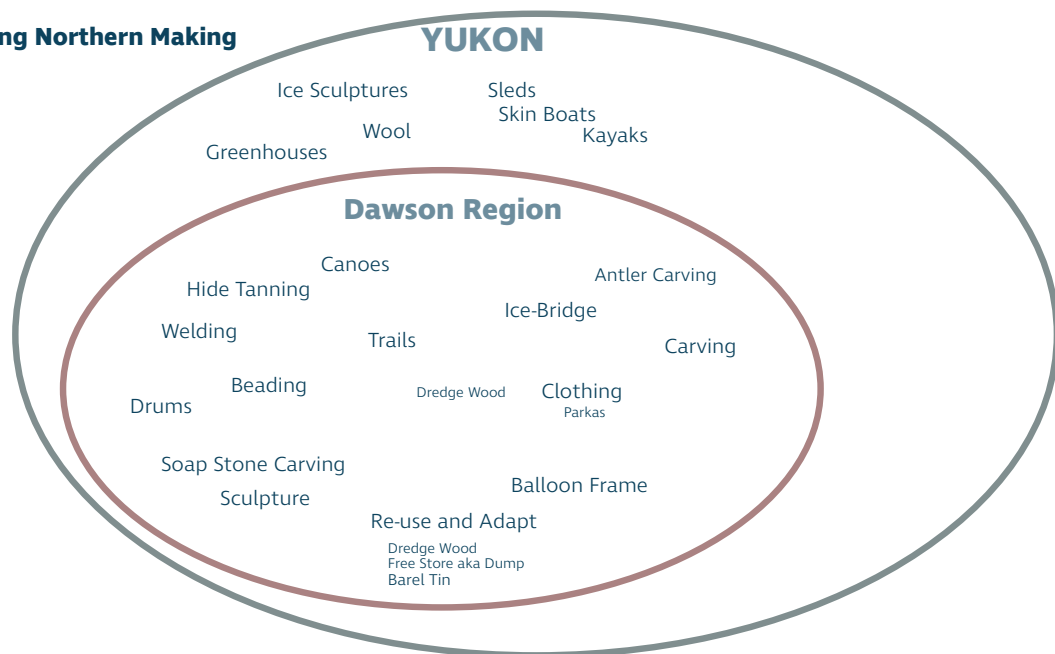 ng Northern Making
YUKON
Ice Sculptures
Sleds
Skin Boats
Wool
Kayaks
Greenhouses
Dawson Region
Canoes
Antler Carving
Hide Tanning
Ice-Bridge
Welding
Trails
Carving
Beading
Dredge Wood
Clothing
Parkas
Drums
Soap Stone Carving
Balloon Frame
Sculpture
Re-use and Adapt
Dredge Wood
Free Store aka Dump
Barel Tin